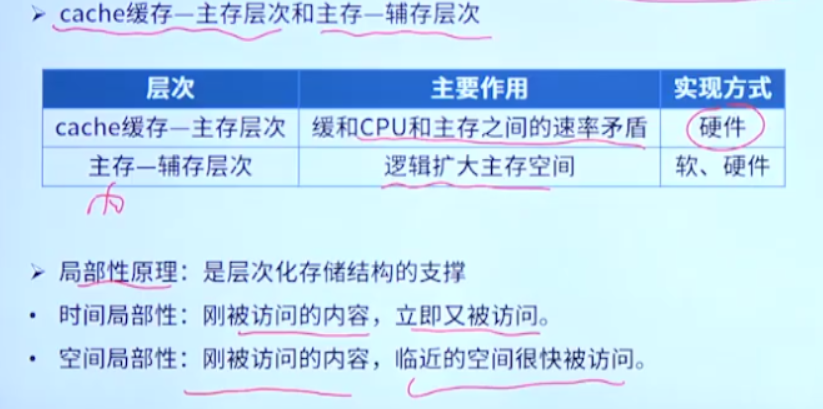 ➢ cache缓存—主存层次和主存—辅存层次
层次 主要作用 实现方式
cache缓存—主存层次 缓和CPU和主存之间的速率矛盾 硬件
主存—辅存层次 逻辑扩大主存空间 软、硬件
内
➢ 局部性原理：是层次化存储结构的支撑
• 时间局部性：刚被访问的内容，立即又被访问。
• 空间局部性：刚被访问的内容，临近的空间很快被访问。